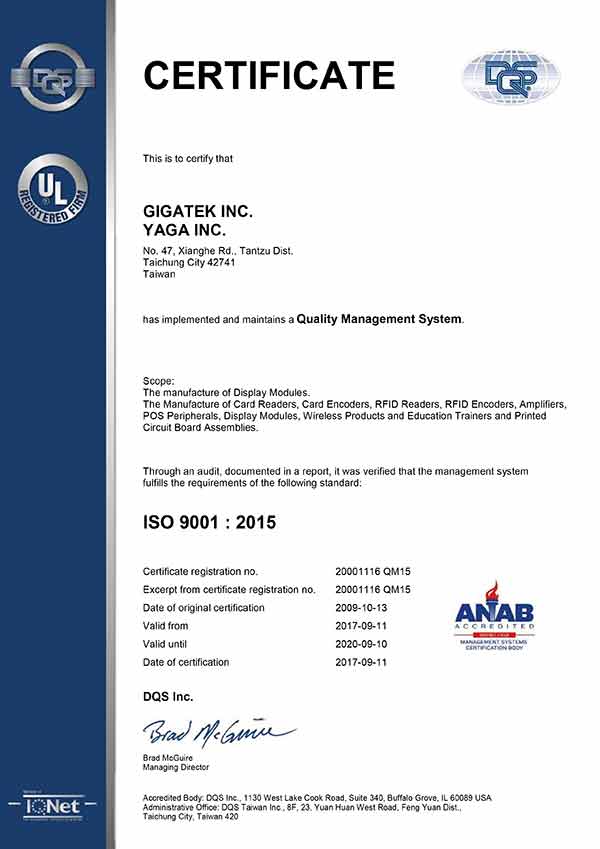 DQS
CERTIFICATE
DQS
This is to certify that
UL
®
REGISTERED FIRM
GIGATEK INC.
YAGA INC.
No. 47, Xianghe Rd., Tantzu Dist.
Taichung City 42741
Taiwan
has implemented and maintains a Quality Management System.
Scope:
The manufacture of Display Modules.
The Manufacture of Card Readers, Card Encoders, RFID Readers, RFID Encoders, Amplifiers,
POS Peripherals, Display Modules, Wireless Products and Education Trainers and Printed
Circuit Board Assemblies.
Through an audit, documented in a report, it was verified that the management system
fulfills the requirements of the following standard:
ISO 9001 : 2015
Certificate registration no. 20001116 QM15
Excerpt from certificate registration no. 20001116 QM15
Date of original certification 2009-10-13
Valid from 2017-09-11
Valid until 2020-09-10
Date of certification 2017-09-11
ANAB
ACCREDITED
MANAGEMENT SYSTEMS
CERTIFICATION BODY
DQS Inc.
Brad McGuire
Brad McGuire
Managing Director
IQNet
Accredited Body: DQS Inc., 1130 West Lake Cook Road, Suite 340, Buffalo Grove, IL 60089 USA
Administrative Office: DQS Taiwan Inc., 8F, 23, Yuan Huan West Road, Feng Yuan Dist.,
Taichung City, Taiwan 420